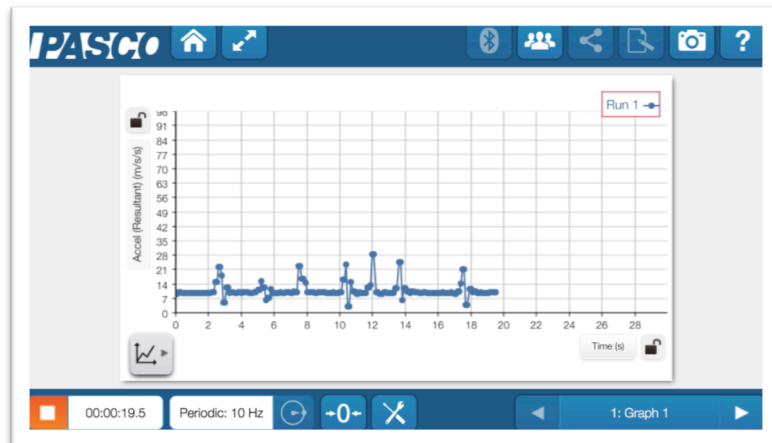 PASCO
?
Run 1
Accel (Resultant) (m/s/s)
98
91
84
77
70
63
56
49
42
35
28
21
14
7
0
0 2 4 6 8 10 12 14 16 18 20 22 24 26 28
Time (s)
00:00:19.5
Periodic: 10 Hz
→0←
1: Graph 1